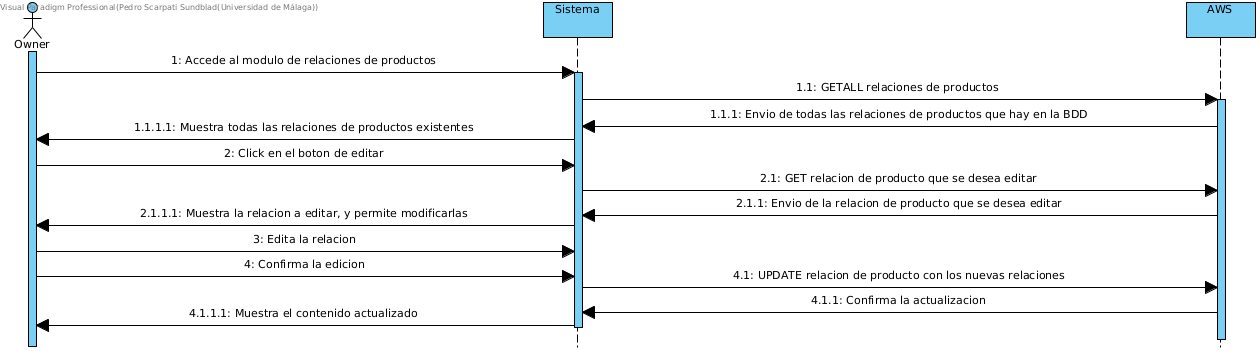 Visual Paradigm Professional(Pedro Scarpati Sundblad(Universidad de Málaga))
Sistema
AWS
Owner
1: Accede al modulo de relaciones de productos
1.1: GETALL relaciones de productos
1.1.1: Envio de todas las relaciones de productos que hay en la BDD
1.1.1.1: Muestra todas las relaciones de productos existentes
2: Click en el boton de editar
2.1: GET relacion de producto que se desea editar
2.1.1: Envio de la relacion de producto que se desea editar
2.1.1.1: Muestra la relacion a editar, y permite modificarlas
3: Edita la relacion
4: Confirma la edicion
4.1: UPDATE relacion de producto con los nuevas relaciones
4.1.1: Confirma la actualizacion
4.1.1.1: Muestra el contenido actualizado